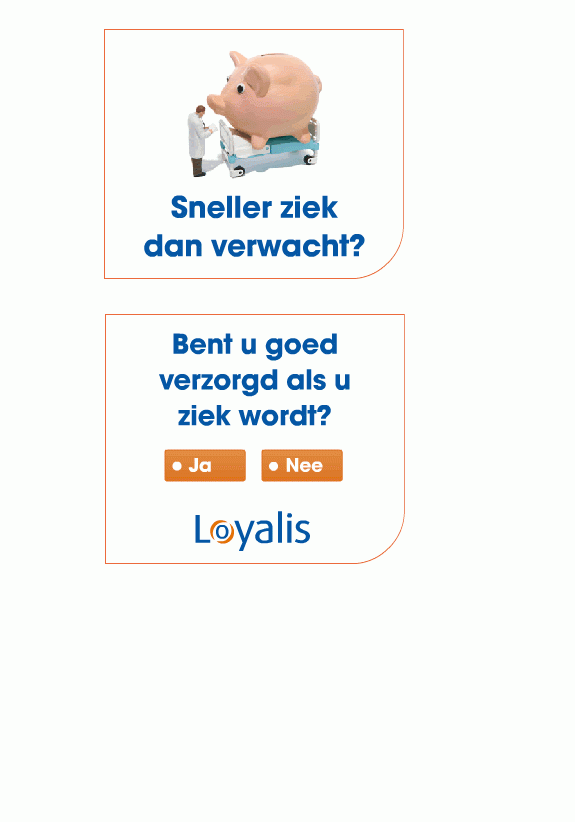 Sneller ziek
dan verwacht?
Bent u goed
verzorgd als u
ziek wordt?
Ja
Nee
Loyalis